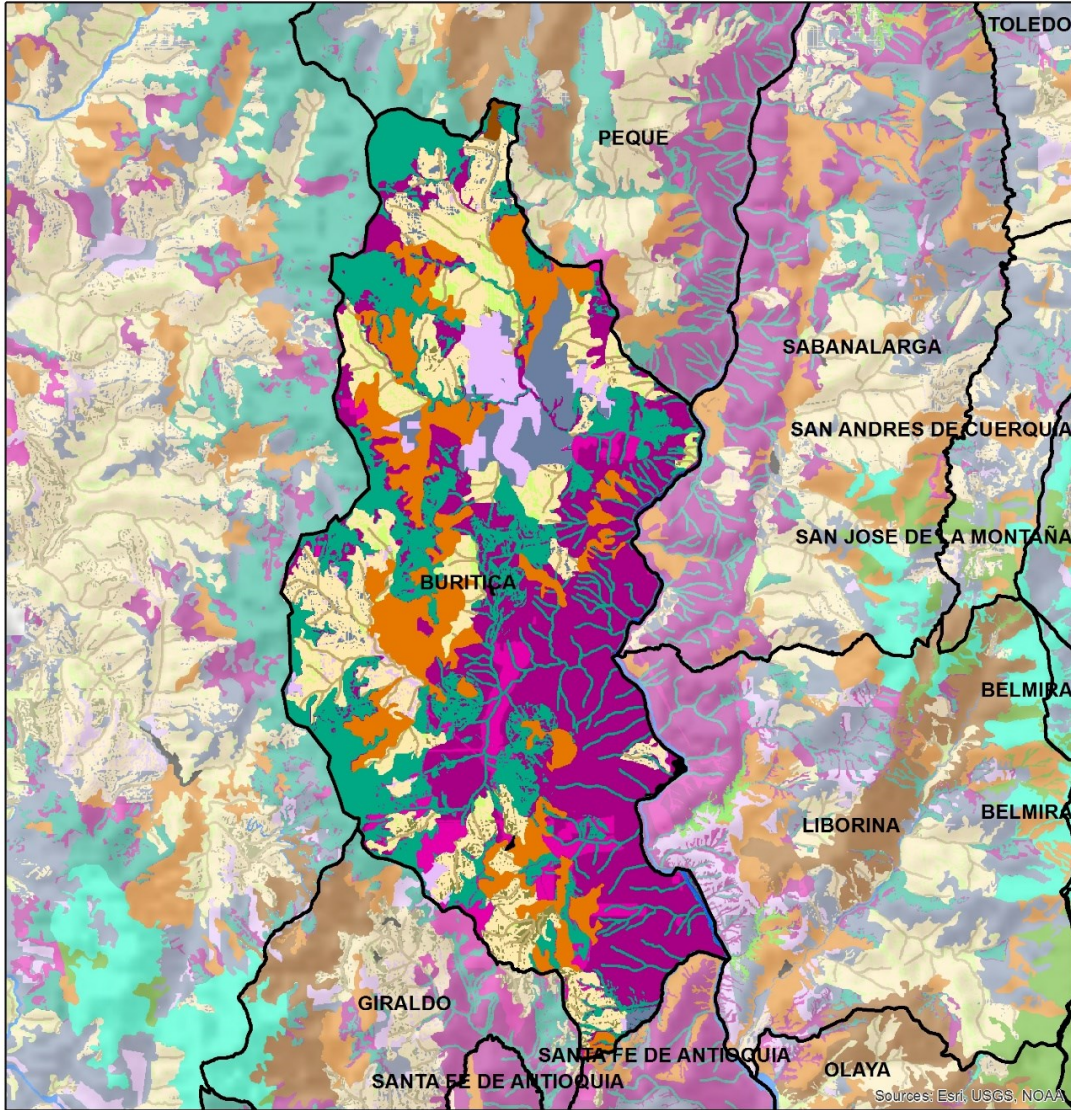 TOLEDO
PEQUE
SABANALARGA
SAN ANDRES DE CUERQUIA
SAN JOSE DE LA MONTAÑA
BURITICA
BELMIRA
BELMIRA
LIBORINA
GIRALDO
SANTA FE DE ANTIOQUIA
OLAYA
SANTA FE DE ANTIOQUIA
Sources: Esri, USGS, NOAA